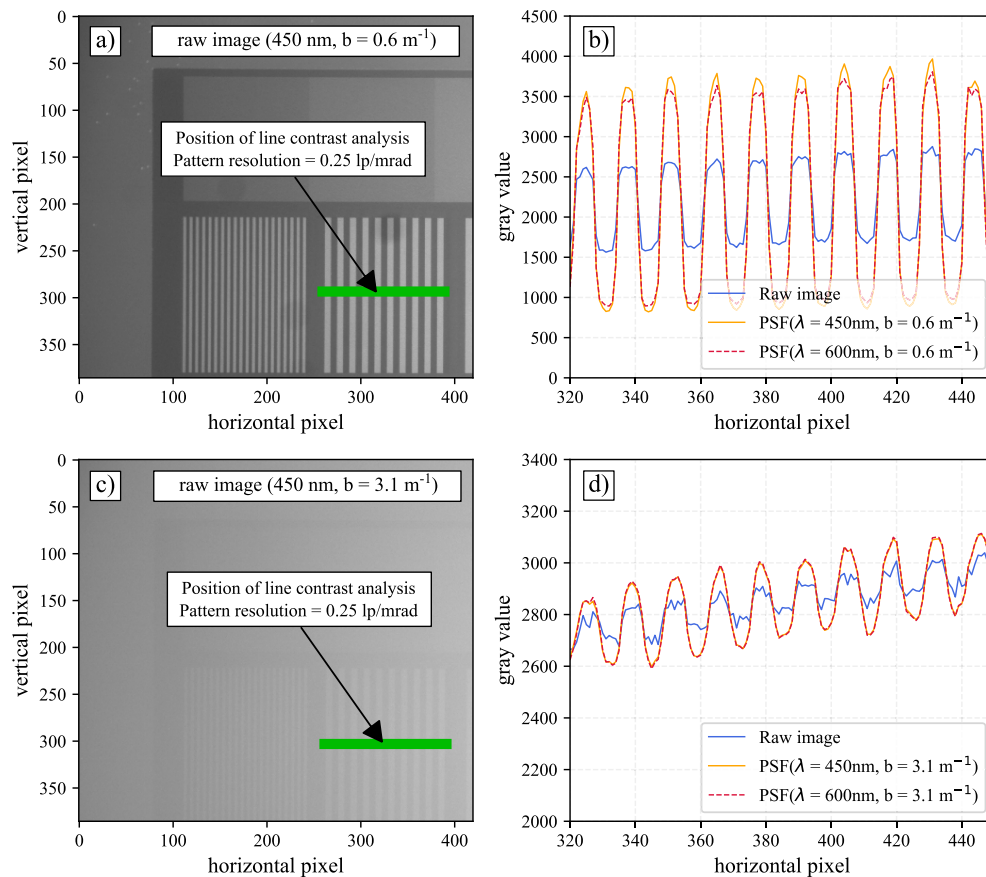 a)
raw image (450 nm, b = 0.6 m⁻¹)
Position of line contrast analysis
Pattern resolution = 0.25 lp/mrad
0
50
100
150
200
250
300
350
vertical pixel
0
100
200
300
400
horizontal pixel
b)
4500
4000
3500
3000
2500
2000
1500
1000
500
0
gray value
Raw image
PSF(λ = 450nm, b = 0.6 m⁻¹)
PSF(λ = 600nm, b = 0.6 m⁻¹)
320
340
360
380
400
420
440
horizontal pixel
c)
raw image (450 nm, b = 3.1 m⁻¹)
Position of line contrast analysis
Pattern resolution = 0.25 lp/mrad
0
50
100
150
200
250
300
350
vertical pixel
0
100
200
300
400
horizontal pixel
d)
3400
3200
3000
2800
2600
2400
2200
2000
gray value
Raw image
PSF(λ = 450nm, b = 3.1 m⁻¹)
PSF(λ = 600nm, b = 3.1 m⁻¹)
320
340
360
380
400
420
440
horizontal pixel